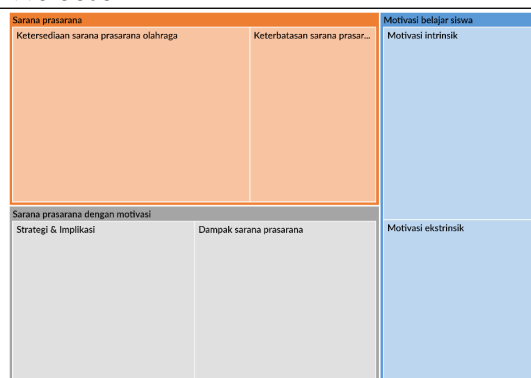 Sarana prasarana
Ketersediaan sarana prasarana olahraga
Keterbatasan sarana prasar...
Motivasi belajar siswa
Motivasi intrinsik
Sarana prasarana dengan motivasi
Strategi & Implikasi
Dampak sarana prasarana
Motivasi ekstrinsik